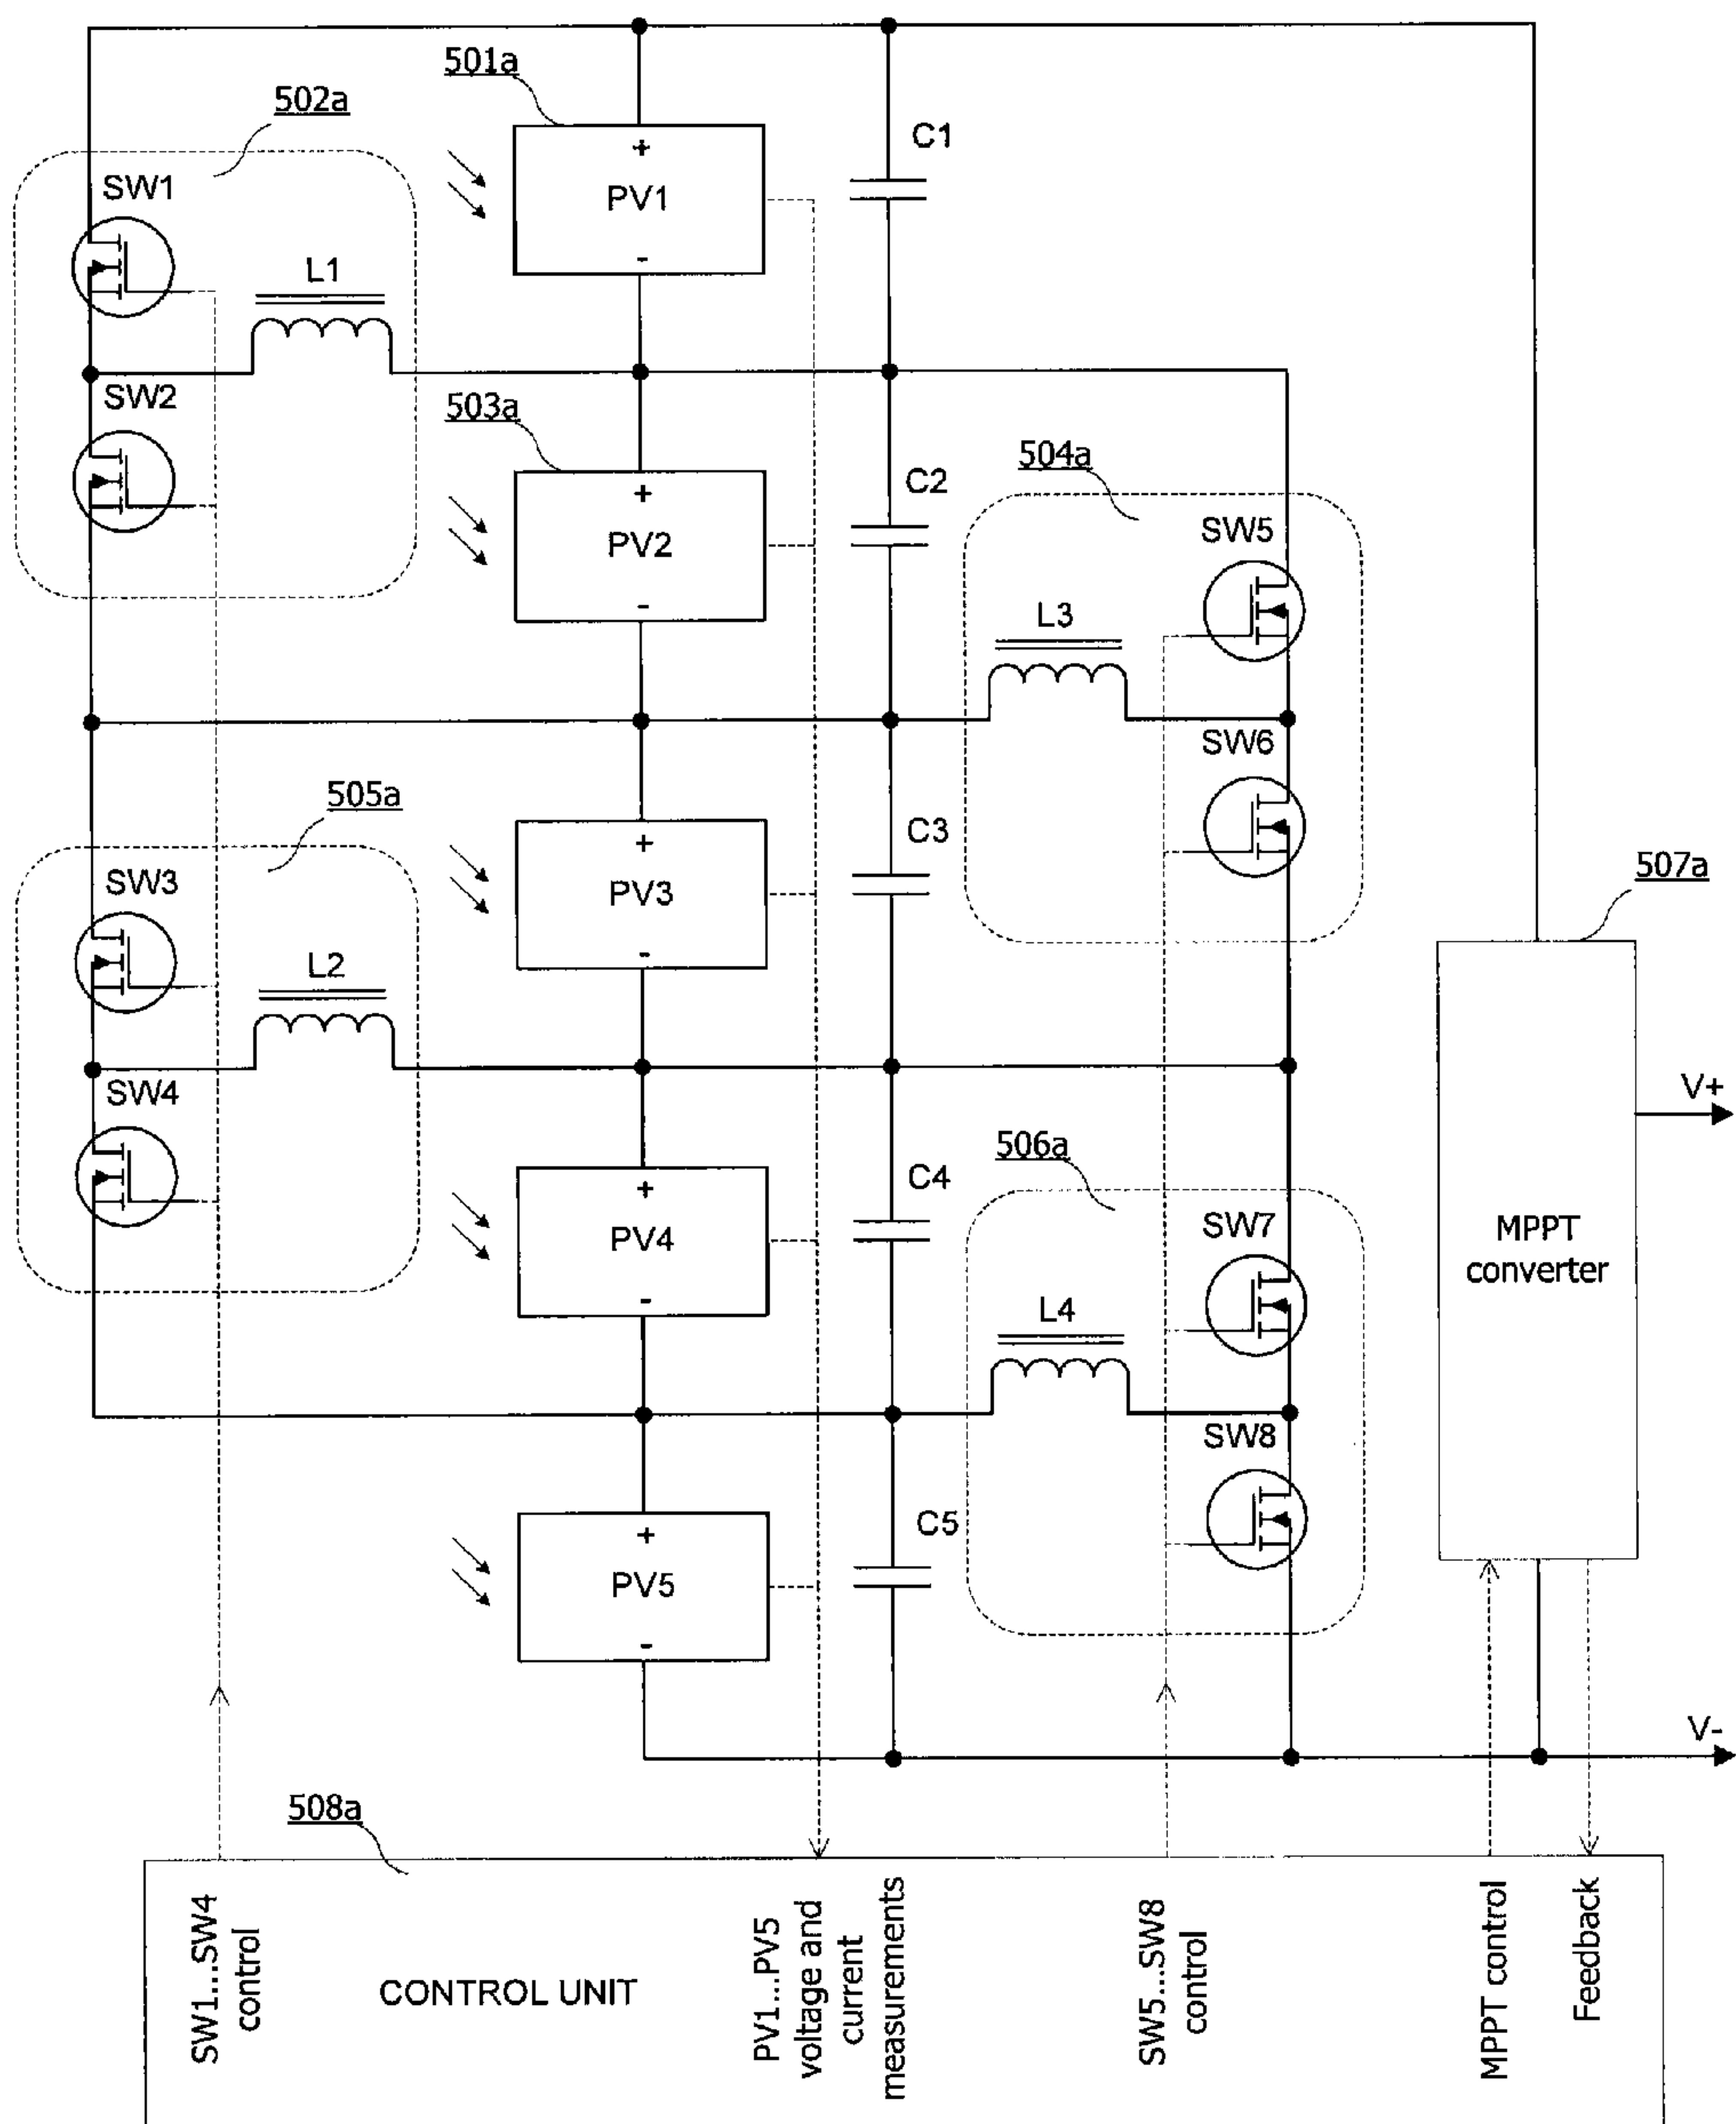 501a
502a
C1
SW1
+
PV1
-
L1
SW2
503a
504a
C2
SW5
+
PV2
-
L3
SW6
505a
C3
507a
SW3
+
PV3
-
L2
V+
SW4
506a
C4
SW7
+
PV4
-
MPPT
converter
L4
SW8
C5
+
PV5
-
V-
508a
SW1...SW4
control
CONTROL UNIT
PV1...PV5
voltage and
current
measurements
SW5...SW8
control
MPPT control
Feedback